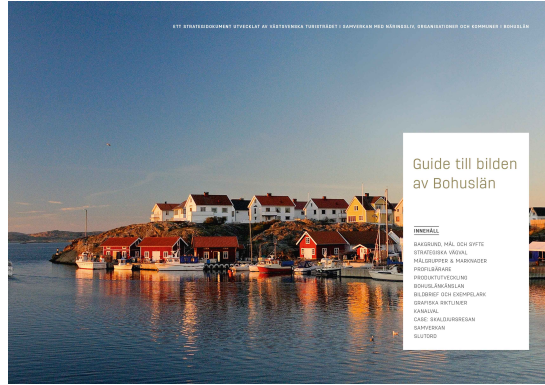 ETT STRATEGIDOKUMENT UTVECKLAT AV VÄSTSVENSKA TURISTRÅDET I SAMVERKAN MED NÄRINGSLIV, ORGANISATIONER OCH KOMMUNER I BOHUSLÄN
Guide till bilden
av Bohuslän
INNEHÅLL
BAKGRUND, MÅL OCH SYFTE
STRATEGISKA VÄGVAL
MÅLGRUPPER & MARKNADER
PROFILBÄRARE
PRODUKTUTVECKLING
BOHUSLÄNKÄNSLAN
BILDBREF OCH EXEMPELARK
GRAFISKA RIKTLINJER
KANALVAL
CASE: SKALDJURSRESAN
SAMVERKAN
SLUTORD